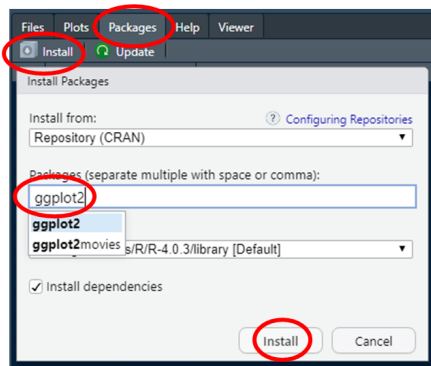 Files Plots Packages Help Viewer
Install Update
Install Packages
Install from: ? Configuring Repositories
Repository (CRAN)
Packages (separate multiple with space or comma):
ggplot2
ggplot2
ggplot2movies s/R/R-4.0.3/library [Default]
Install dependencies
Install Cancel